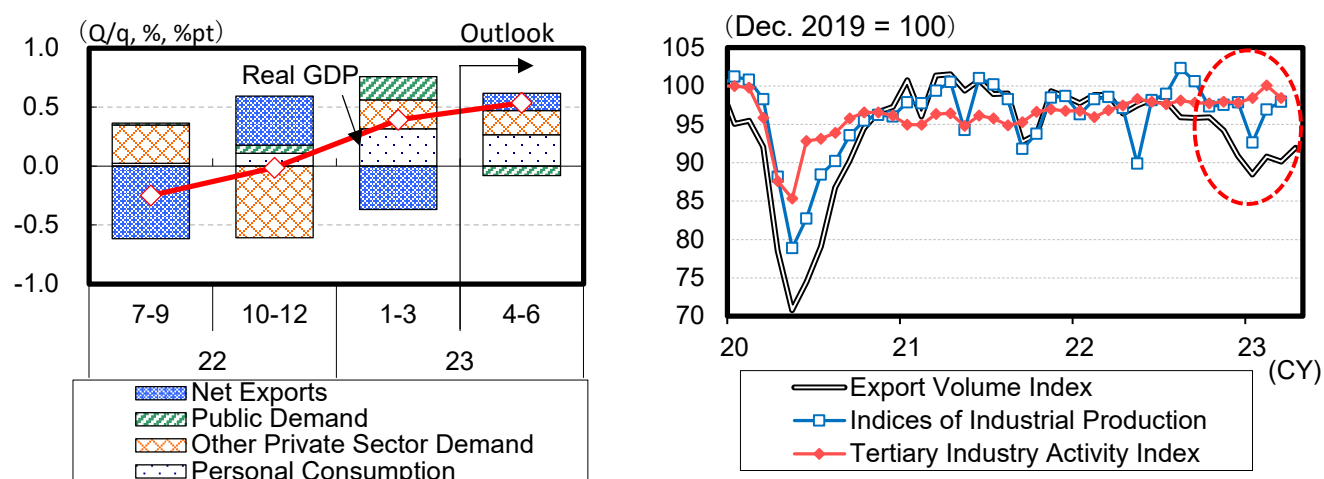 (Q/q, %, %pt)
Outlook
Real GDP
1.0
0.5
0.0
-0.5
-1.0
7-9 10-12 1-3 4-6
22 23
Net Exports
Public Demand
Other Private Sector Demand
Personal Consumption
(Dec. 2019 = 100)
105
100
95
90
85
80
75
70
20 21 22 23
(CY)
Export Volume Index
Indices of Industrial Production
Tertiary Industry Activity Index